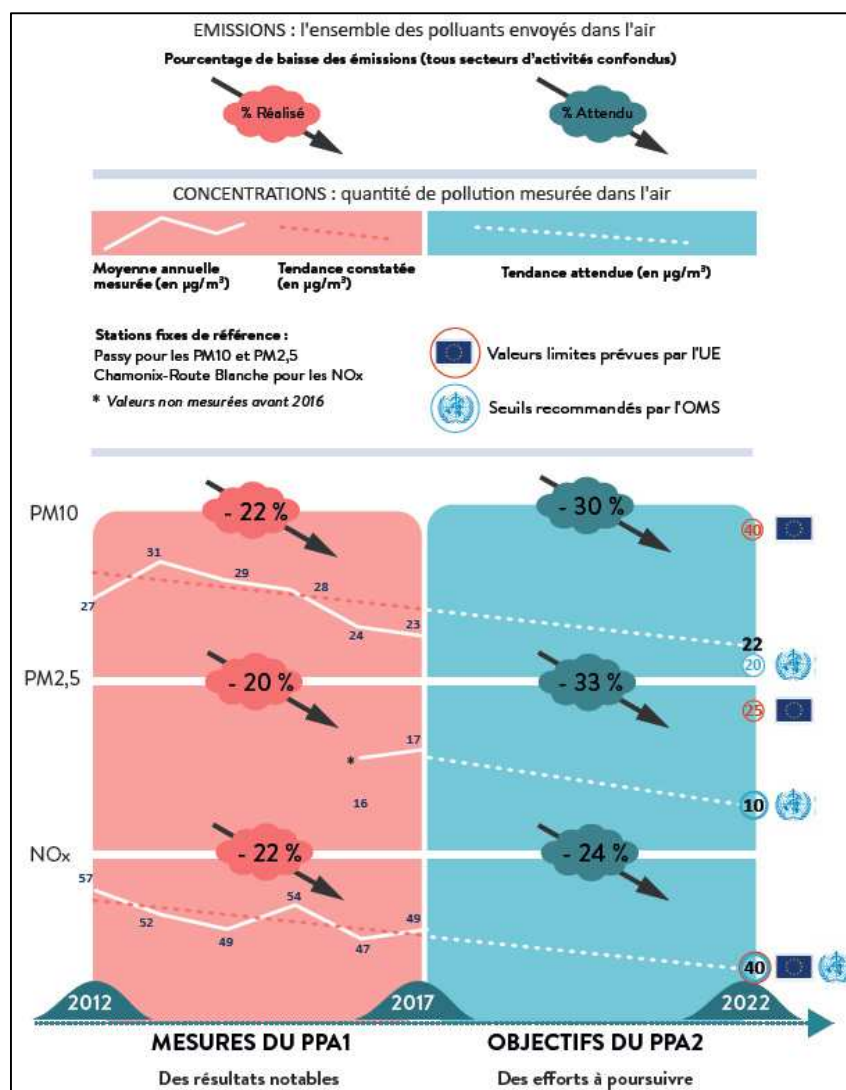 EMISSIONS : l'ensemble des polluants envoyés dans l'air
Pourcentage de baisse des émissions (tous secteurs d'activités confondus)
% Réalisé
% Attendu
CONCENTRATIONS : quantité de pollution mesurée dans l'air
Moyenne annuelle
mesurée (en µg/m³)
Tendance constatée
(en µg/m³)
Tendance attendue (en µg/m³)
Stations fixes de référence :
Passy pour les PM10 et PM2,5
Chamonix-Route Blanche pour les NOx
* Valeurs non mesurées avant 2016
Valeurs limites prévues par l'UE
Seuils recommandés par l'OMS
PM10
- 22 %
- 30 %
40
27
31
29
28
24
23
22
20
PM2,5
- 20 %
- 33 %
25
*
16
17
10
NOx
- 22 %
- 24 %
57
52
49
54
47
49
40
2012
2017
2022
MESURES DU PPA1
OBJECTIFS DU PPA2
Des résultats notables
Des efforts à poursuivre